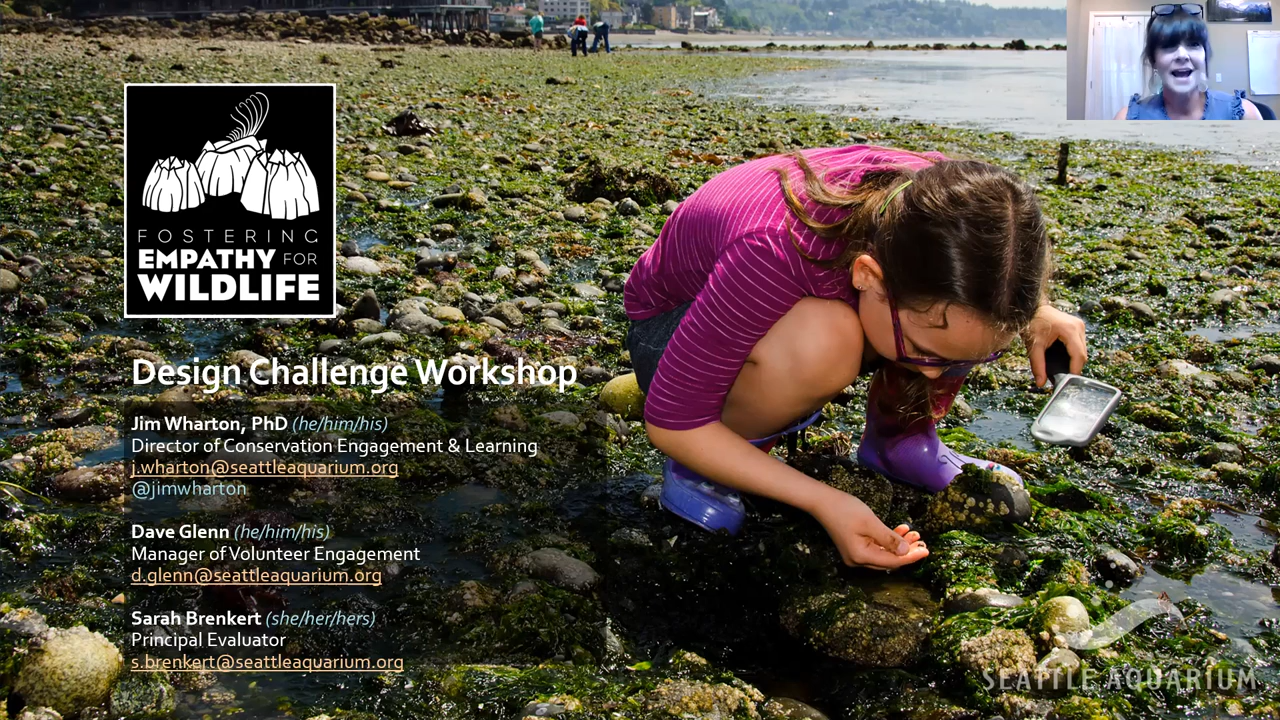 FOSTERING
EMPATHY FOR
WILDLIFE
Design Challenge Workshop
Jim Wharton, PhD (he/him/his)
Director of Conservation Engagement & Learning
j.wharton@seattleaquarium.org
@jimwharton
Dave Glenn (he/him/his)
Manager of Volunteer Engagement
d.glenn@seattleaquarium.org
Sarah Brenkert (she/her/hers)
Principal Evaluator
s.brenkert@seattleaquarium.org
SEATTLE AQUARIUM